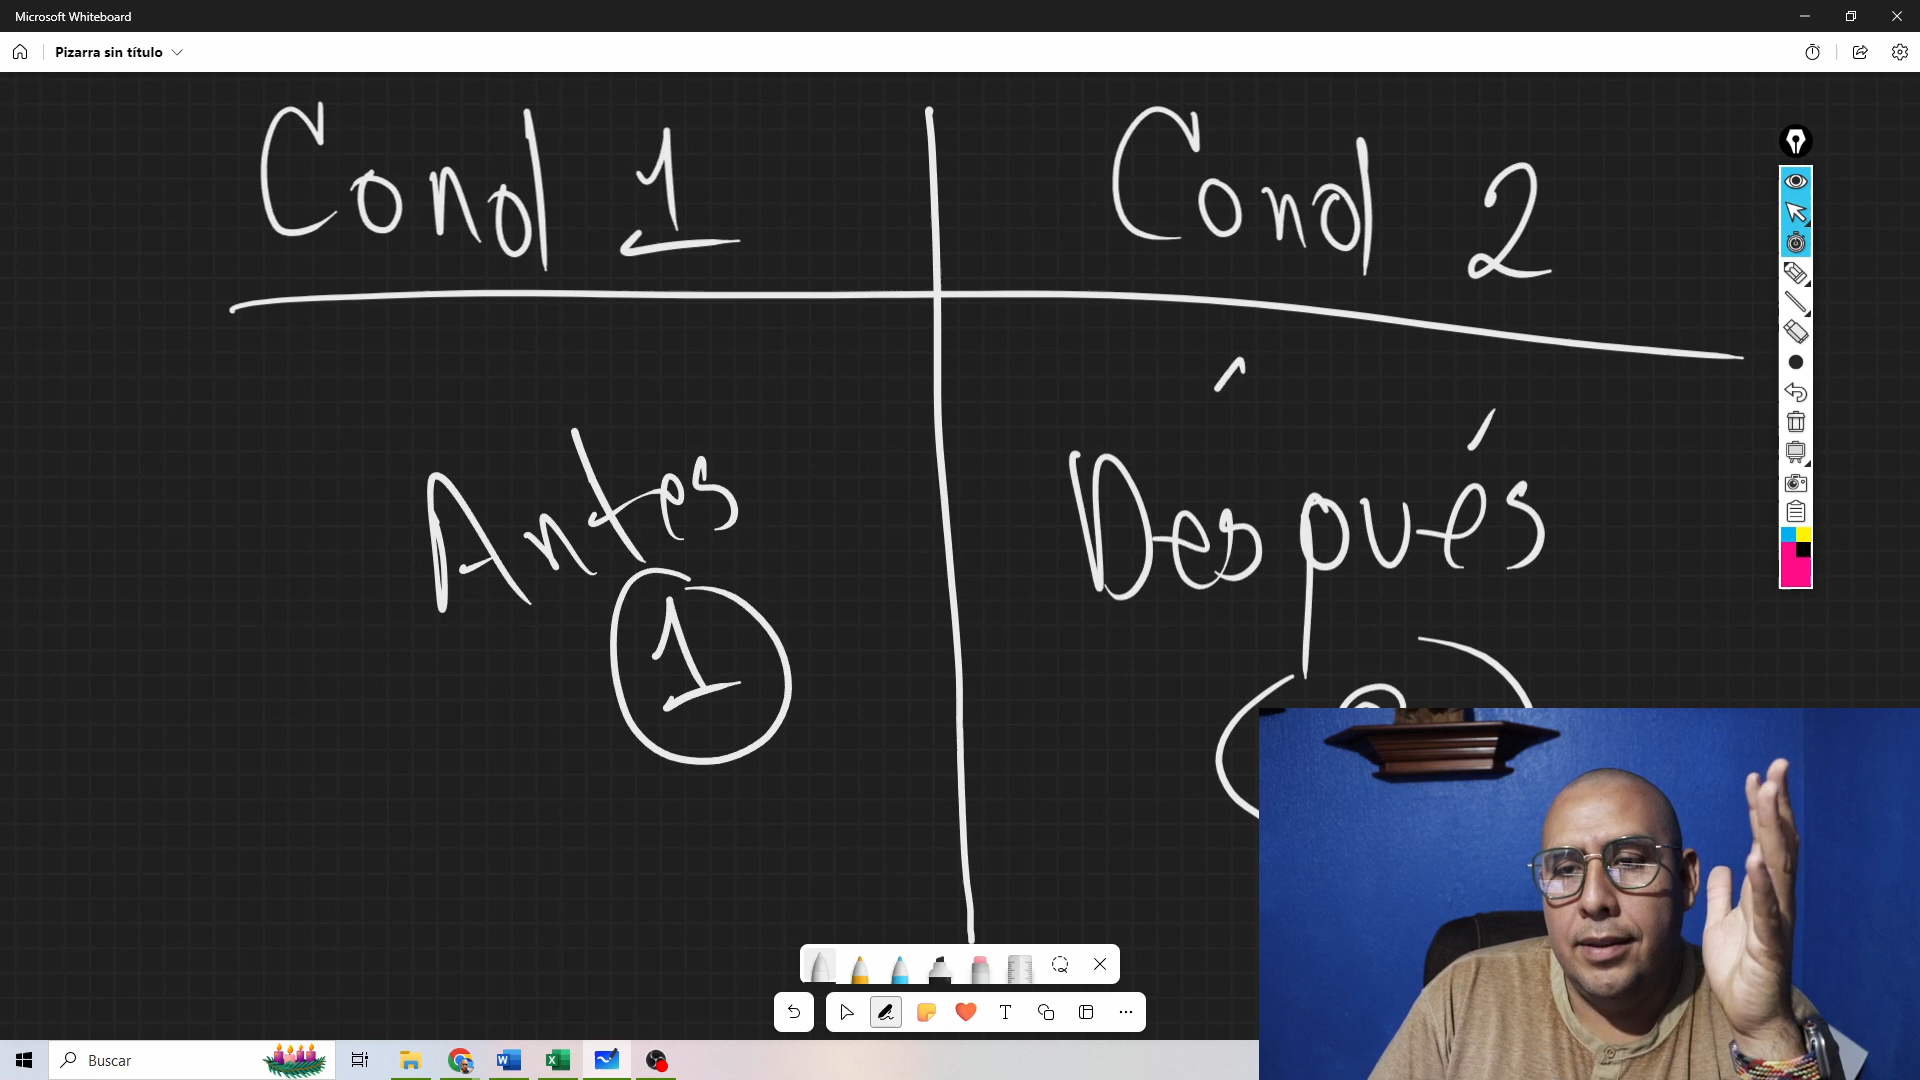 Microsoft Whiteboard
Pizarra sin título
Cond 1
Cond 2
Antes
Después
1
T
Buscar